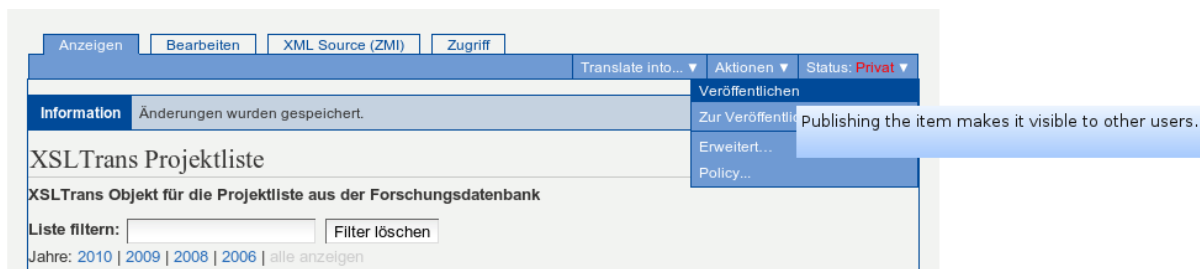 Anzeigen Bearbeiten XML Source (ZMI) Zugriff
Translate into... ▼ Aktionen ▼ Status: Privat ▼
Veröffentlichen
Information Änderungen wurden gespeichert.
Zur Veröffentlic
Publishing the item makes it visible to other users.
Erweitert...
XSLTrans Projektliste
Policy...
XSLTrans Objekt für die Projektliste aus der Forschungsdatenbank
Liste filtern: Filter löschen
Jahre: 2010 | 2009 | 2008 | 2006 | alle anzeigen